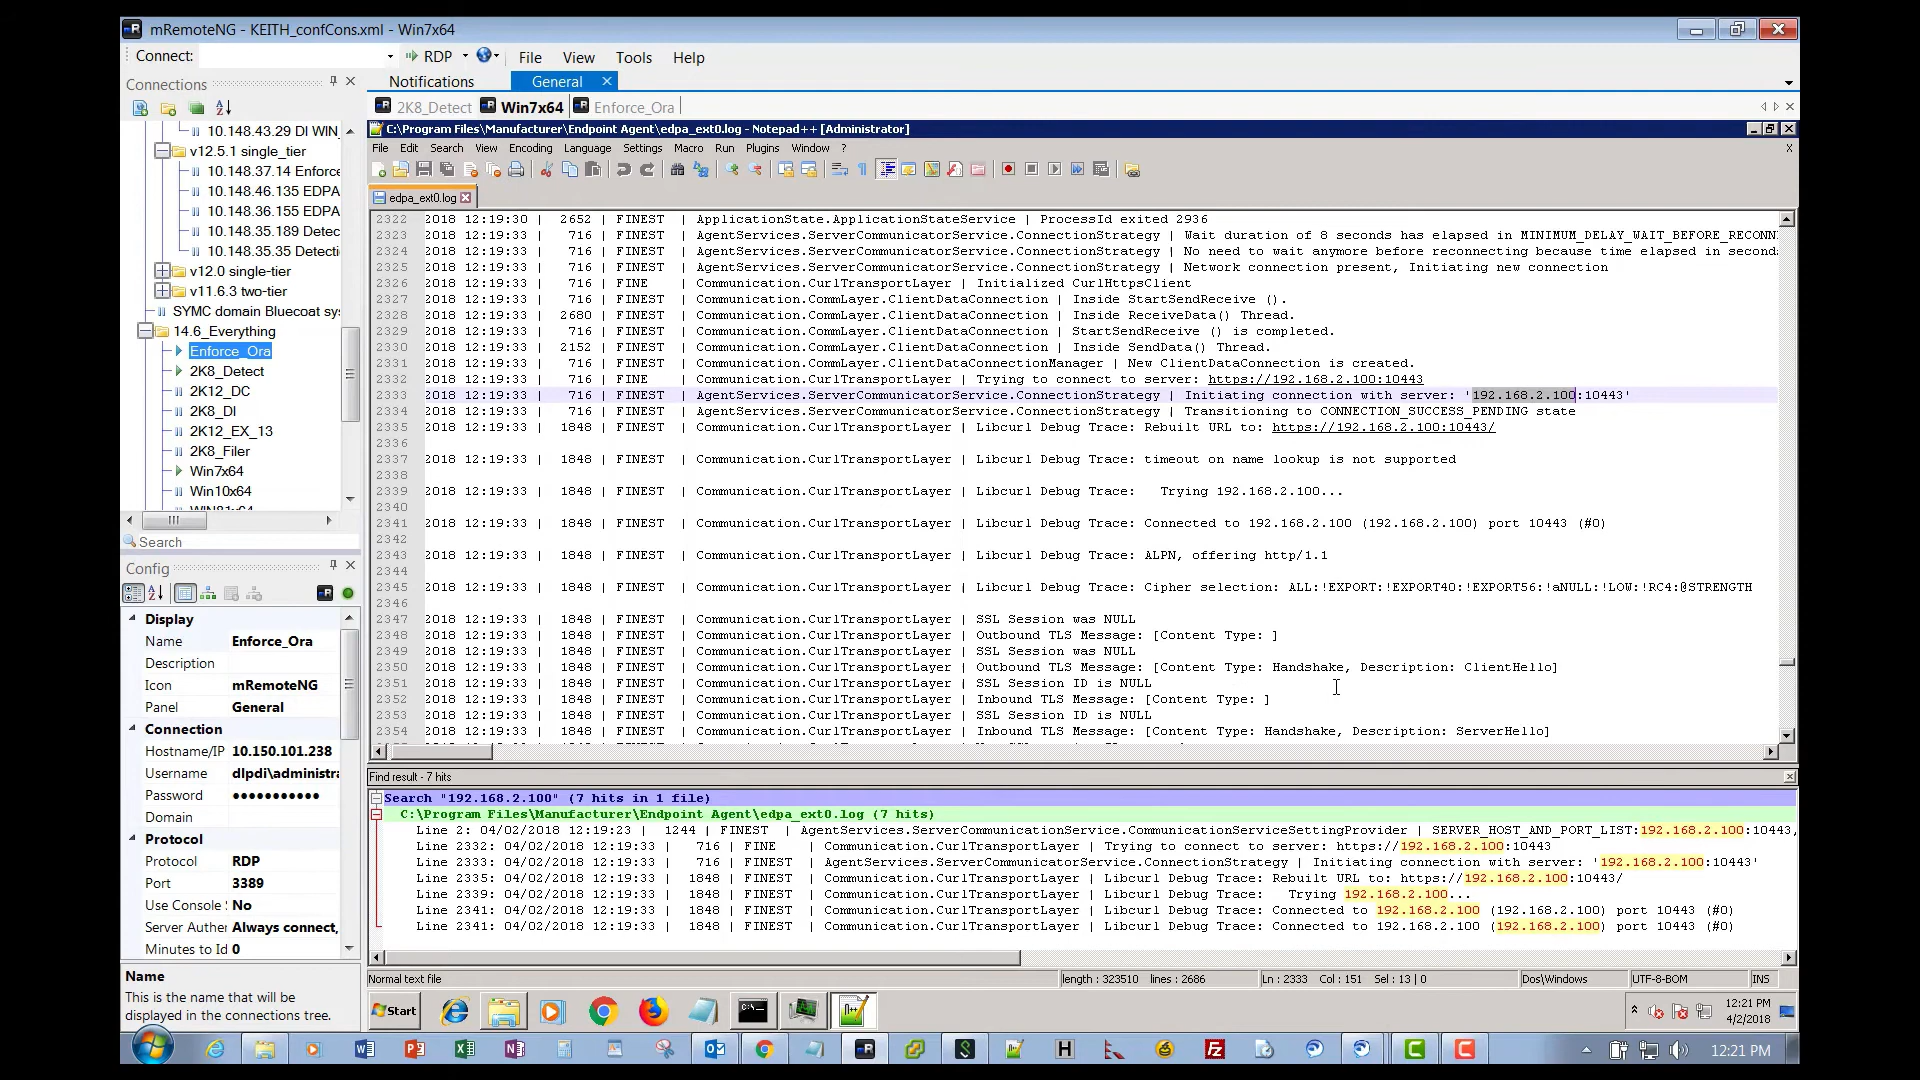 mRemoteNG - KEITH_confCons.xml - Win7x64
Connect: RDP File View Tools Help
Connections
Notifications General
2K8_Detect Win7x64 Enforce_Ora
10.148.43.29 DI WIN_
v12.5.1 single_tier
10.148.37.14 Enforce
10.148.46.135 EDPA
10.148.36.155 EDPA
10.148.35.189 Detec
10.148.35.35 Detecti
v12.0 single-tier
v11.6.3 two-tier
SYMC domain Bluecoat sys
14.6_Everything
Enforce_Ora
2K8_Detect
2K12_DC
2K8_DI
2K12_EX_13
2K8_Filer
Win7x64
Win10x64
WIN81x64
Search
Config
Display
Name Enforce_Ora
Description
Icon mRemoteNG
Panel General
Connection
Hostname/IP 10.150.101.238
Username dlpdi\administra
Password ●●●●●●●●●●●
Domain
Protocol
Protocol RDP
Port 3389
Use Console No
Server Auther Always connect,
Minutes to Id 0
Name
This is the name that will be
displayed in the connections tree.
C:\Program Files\Manufacturer\Endpoint Agent\edpa_ext0.log - Notepad++ [Administrator]
File Edit Search View Encoding Language Settings Macro Run Plugins Window ? X
edpa_ext0.log
2322 2018 12:19:30 | 2652 | FINEST | ApplicationState.ApplicationStateService | ProcessId exited 2936
2323 2018 12:19:33 | 716 | FINEST | AgentServices.ServerCommunicatorService.ConnectionStrategy | Wait duration of 8 seconds has elapsed in MINIMUM_DELAY_WAIT_BEFORE_RECONN
2324 2018 12:19:33 | 716 | FINEST | AgentServices.ServerCommunicatorService.ConnectionStrategy | No need to wait anymore before reconnecting because time elapsed in second
2325 2018 12:19:33 | 716 | FINEST | AgentServices.ServerCommunicatorService.ConnectionStrategy | Network connection present, Initiating new connection
2326 2018 12:19:33 | 716 | FINE | Communication.CurlTransportLayer | Initialized CurlHttpsClient
2327 2018 12:19:33 | 716 | FINEST | Communication.CommLayer.ClientDataConnection | Inside StartSendReceive ().
2328 2018 12:19:33 | 2680 | FINEST | Communication.CommLayer.ClientDataConnection | Inside ReceiveData() Thread.
2329 2018 12:19:33 | 716 | FINEST | Communication.CommLayer.ClientDataConnection | StartSendReceive () is completed.
2330 2018 12:19:33 | 2152 | FINEST | Communication.CommLayer.ClientDataConnection | Inside SendData() Thread.
2331 2018 12:19:33 | 716 | FINEST | Communication.CommLayer.ClientDataConnectionManager | New ClientDataConnection is created.
2332 2018 12:19:33 | 716 | FINE | Communication.CurlTransportLayer | Trying to connect to server: https://192.168.2.100:10443
2333 2018 12:19:33 | 716 | FINEST | AgentServices.ServerCommunicatorService.ConnectionStrategy | Initiating connection with server: '192.168.2.100:10443'
2334 2018 12:19:33 | 716 | FINEST | AgentServices.ServerCommunicatorService.ConnectionStrategy | Transitioning to CONNECTION_SUCCESS_PENDING state
2335 2018 12:19:33 | 1848 | FINEST | Communication.CurlTransportLayer | Libcurl Debug Trace: Rebuilt URL to: https://192.168.2.100:10443/
2336
2337 2018 12:19:33 | 1848 | FINEST | Communication.CurlTransportLayer | Libcurl Debug Trace: timeout on name lookup is not supported
2338
2339 2018 12:19:33 | 1848 | FINEST | Communication.CurlTransportLayer | Libcurl Debug Trace: Trying 192.168.2.100...
2340
2341 2018 12:19:33 | 1848 | FINEST | Communication.CurlTransportLayer | Libcurl Debug Trace: Connected to 192.168.2.100 (192.168.2.100) port 10443 (#0)
2342
2343 2018 12:19:33 | 1848 | FINEST | Communication.CurlTransportLayer | Libcurl Debug Trace: ALPN, offering http/1.1
2344
2345 2018 12:19:33 | 1848 | FINEST | Communication.CurlTransportLayer | Libcurl Debug Trace: Cipher selection: ALL:!EXPORT:!EXPORT40:!EXPORT56:!aNULL:!LOW:!RC4:@STRENGTH
2346
2347 2018 12:19:33 | 1848 | FINEST | Communication.CurlTransportLayer | SSL Session was NULL
2348 2018 12:19:33 | 1848 | FINEST | Communication.CurlTransportLayer | Outbound TLS Message: [Content Type: ]
2349 2018 12:19:33 | 1848 | FINEST | Communication.CurlTransportLayer | SSL Session was NULL
2350 2018 12:19:33 | 1848 | FINEST | Communication.CurlTransportLayer | Outbound TLS Message: [Content Type: Handshake, Description: ClientHello]
2351 2018 12:19:33 | 1848 | FINEST | Communication.CurlTransportLayer | SSL Session ID is NULL
2352 2018 12:19:33 | 1848 | FINEST | Communication.CurlTransportLayer | Inbound TLS Message: [Content Type: ]
2353 2018 12:19:33 | 1848 | FINEST | Communication.CurlTransportLayer | SSL Session ID is NULL
2354 2018 12:19:33 | 1848 | FINEST | Communication.CurlTransportLayer | Inbound TLS Message: [Content Type: Handshake, Description: ServerHello]
Find result - 7 hits
Search "192.168.2.100" (7 hits in 1 file)
C:\Program Files\Manufacturer\Endpoint Agent\edpa_ext0.log (7 hits)
Line 2: 04/02/2018 12:19:23 | 1244 | FINEST | AgentServices.ServerCommunicationService.CommunicationServiceSettingProvider | SERVER_HOST_AND_PORT_LIST:192.168.2.100:10443,
Line 2332: 04/02/2018 12:19:33 | 716 | FINE | Communication.CurlTransportLayer | Trying to connect to server: https://192.168.2.100:10443
Line 2333: 04/02/2018 12:19:33 | 716 | FINEST | AgentServices.ServerCommunicatorService.ConnectionStrategy | Initiating connection with server: '192.168.2.100:10443'
Line 2335: 04/02/2018 12:19:33 | 1848 | FINEST | Communication.CurlTransportLayer | Libcurl Debug Trace: Rebuilt URL to: https://192.168.2.100:10443/
Line 2339: 04/02/2018 12:19:33 | 1848 | FINEST | Communication.CurlTransportLayer | Libcurl Debug Trace: Trying 192.168.2.100...
Line 2341: 04/02/2018 12:19:33 | 1848 | FINEST | Communication.CurlTransportLayer | Libcurl Debug Trace: Connected to 192.168.2.100 (192.168.2.100) port 10443 (#0)
Line 2341: 04/02/2018 12:19:33 | 1848 | FINEST | Communication.CurlTransportLayer | Libcurl Debug Trace: Connected to 192.168.2.100 (192.168.2.100) port 10443 (#0)
Normal text file length : 323510 lines : 2686 Ln : 2333 Col : 151 Sel : 13 | 0 Dos\Windows UTF-8-BOM INS
Start
12:21 PM
4/2/2018
12:21 PM